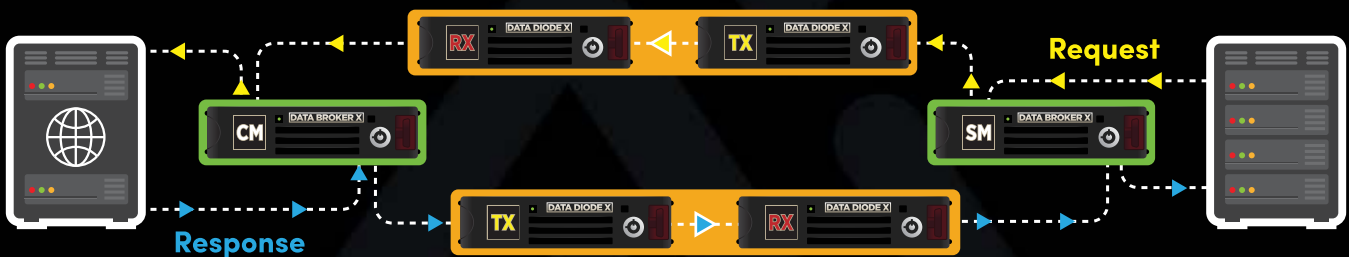 RX
DATA DIODE X
TX
DATA DIODE X
Request
CM
DATA BROKER X
SM
DATA BROKER X
TX
DATA DIODE X
RX
DATA DIODE X
Response